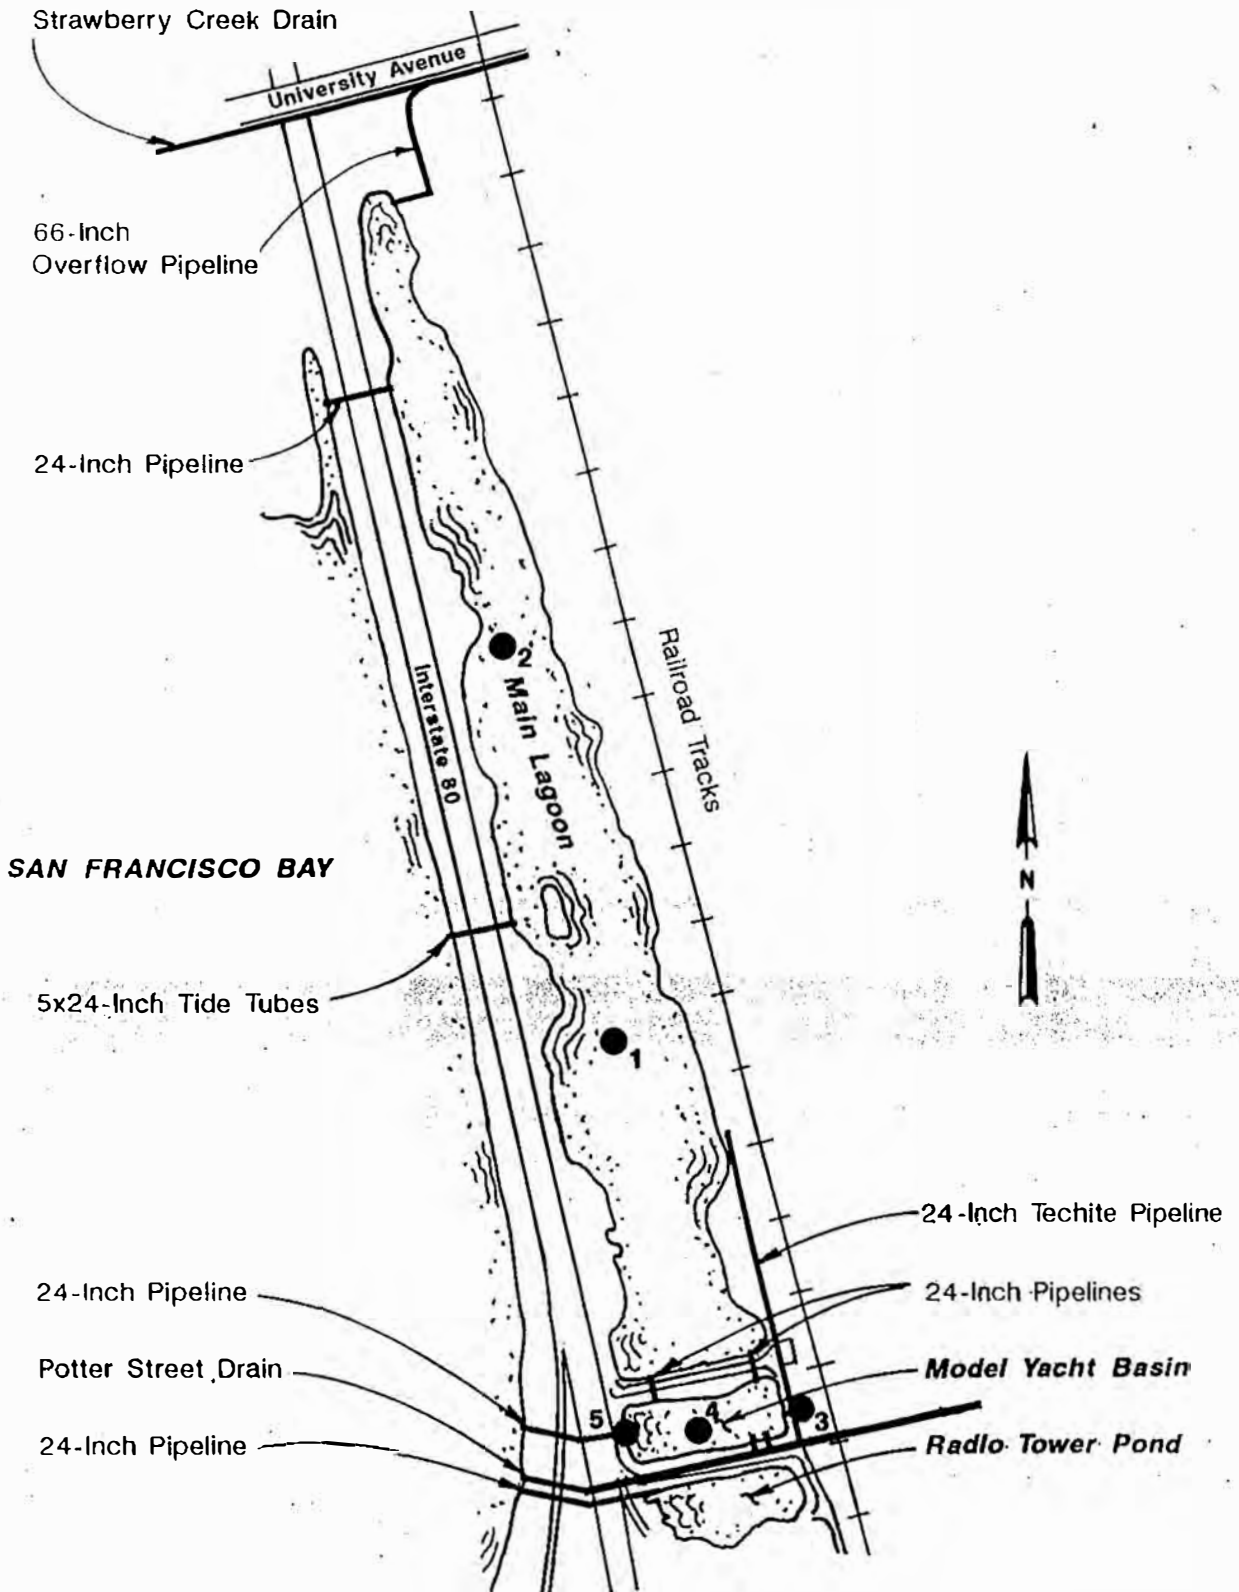 Strawberry Creek Drain
University Avenue
66-Inch
Overflow Pipeline
24-Inch Pipeline
2
Main Lagoon
Railroad Tracks
Interstate 80
SAN FRANCISCO BAY
N
5x24-Inch Tide Tubes
1
24-Inch Techite Pipeline
24-Inch Pipeline
24-Inch Pipelines
Potter Street Drain
Model Yacht Basin
5
4
3
24-Inch Pipeline
Radio Tower Pond